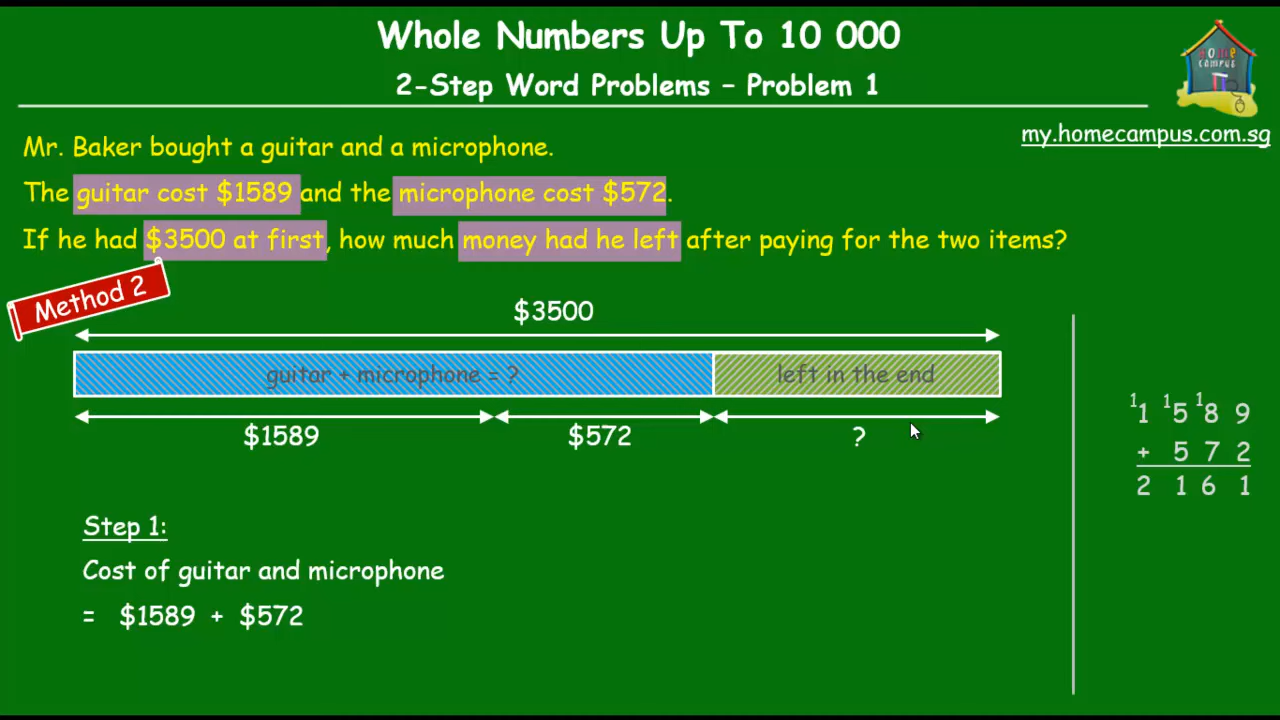 Whole Numbers Up To 10 000
2-Step Word Problems – Problem 1
HOME
CAMPUS
my.homecampus.com.sg
Mr. Baker bought a guitar and a microphone.
The guitar cost $1589 and the microphone cost $572.
If he had $3500 at first, how much money had he left after paying for the two items?
Method 2
$3500
guitar + microphone = ?
left in the end
$1589
$572
?
1 1 1
1 5 8 9
+ 5 7 2
2 1 6 1
Step 1:
Cost of guitar and microphone
= $1589 + $572